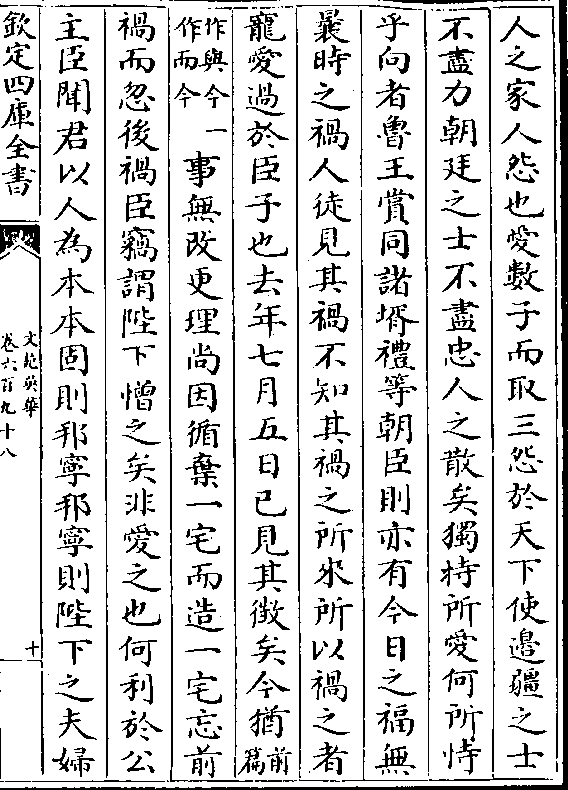 人之家人怨也愛數子而取三怨於天下使邊疆之士
不盡力朝廷之士不盡忠人之散矣獨持所愛何所恃
乎向者魯王賞同諸壻禮等朝臣則亦有今日之福無
曩時之禍人徒見其禍不知其禍之所來所以禍之者
寵愛過於臣子也去年七月五日已見其徴矣今猶前篇
作與今作而今一事無改更理尚因循棄一宅而造一宅忘前
禍而忽後禍臣竊謂陛下憎之矣非愛之也何利於公
主臣聞君以人為本本固則邦寧邦寧則陛下之夫婦
欽定四庫全書
文苑英華
卷六百九十八
十